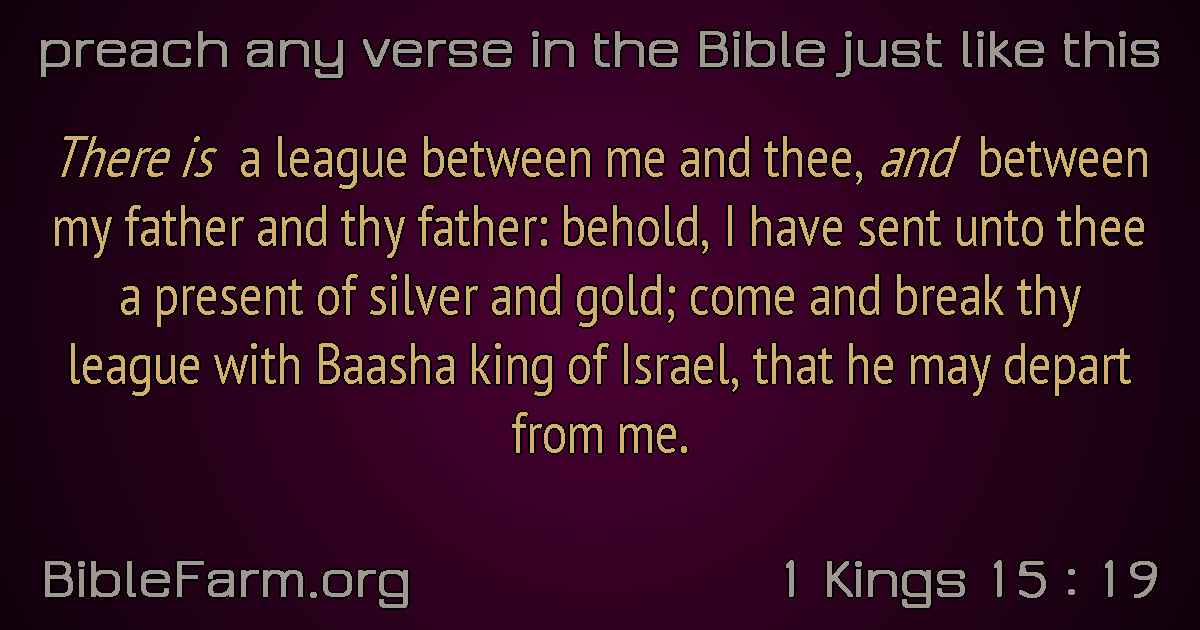 preach any verse in the Bible just like this
There is a league between me and thee, and between
my father and thy father: behold, I have sent unto thee
a present of silver and gold; come and break thy
league with Baasha king of Israel, that he may depart
from me.
BibleFarm.org
1 Kings 15 : 19